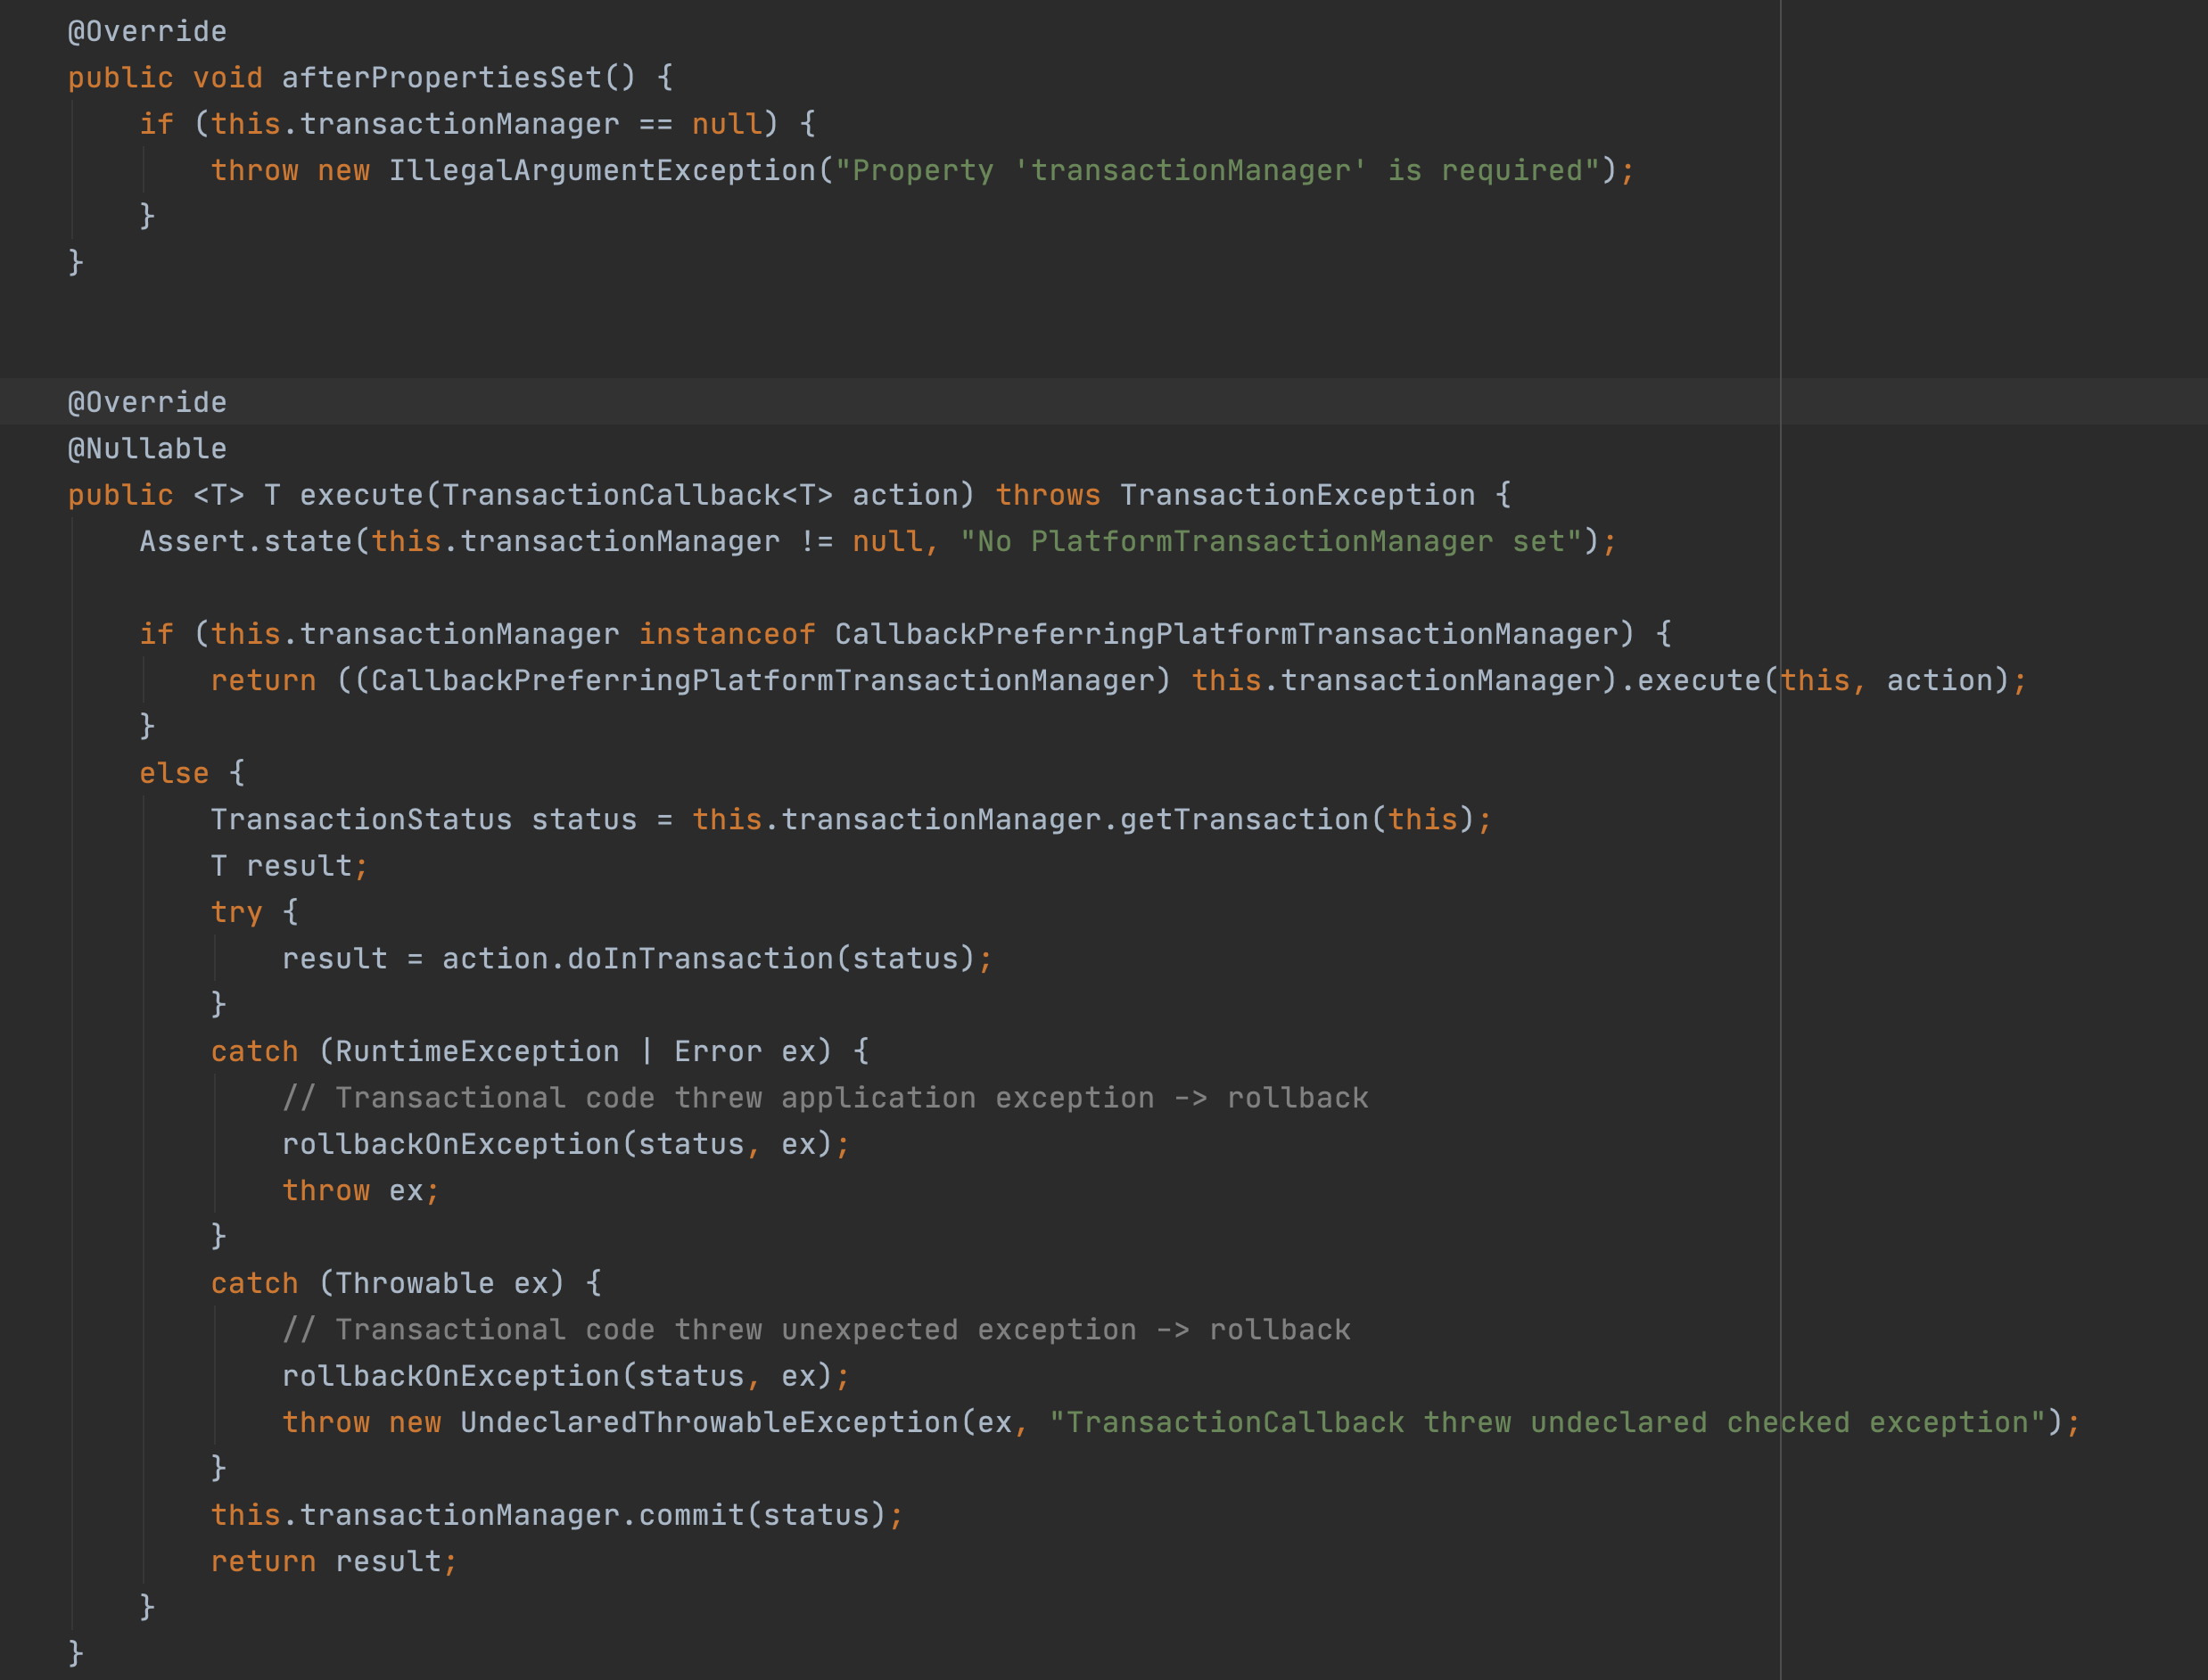 @Override
public void afterPropertiesSet() {
    if (this.transactionManager == null) {
        throw new IllegalArgumentException("Property 'transactionManager' is required");
    }
}
@Override
@Nullable
public <T> T execute(TransactionCallback<T> action) throws TransactionException {
    Assert.state(this.transactionManager != null, "No PlatformTransactionManager set");
    if (this.transactionManager instanceof CallbackPreferringPlatformTransactionManager) {
        return ((CallbackPreferringPlatformTransactionManager) this.transactionManager).execute(this, action);
    }
    else {
        TransactionStatus status = this.transactionManager.getTransaction(this);
        T result;
        try {
            result = action.doInTransaction(status);
        }
        catch (RuntimeException | Error ex) {
            // Transactional code threw application exception -> rollback
            rollbackOnException(status, ex);
            throw ex;
        }
        catch (Throwable ex) {
            // Transactional code threw unexpected exception -> rollback
            rollbackOnException(status, ex);
            throw new UndeclaredThrowableException(ex, "TransactionCallback threw undeclared checked exception");
        }
        this.transactionManager.commit(status);
        return result;
    }
}